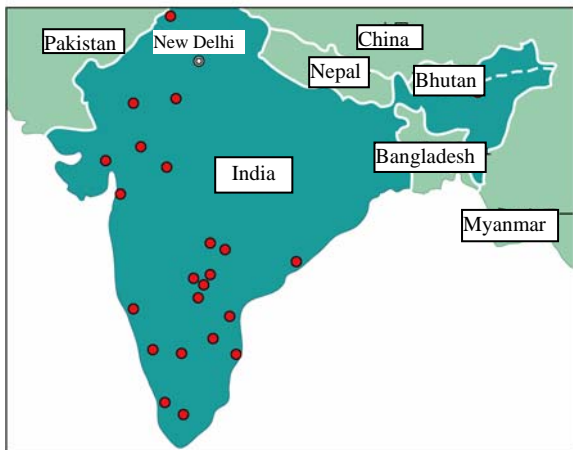 China
New Delhi
Pakistan
Nepal
Bhutan
Bangladesh
India
Myanmar